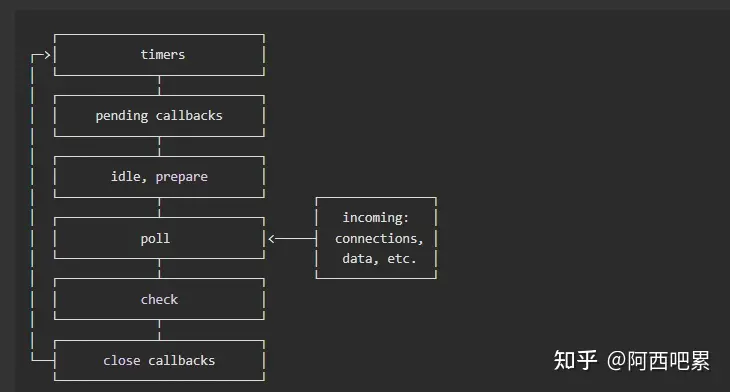 timers
pending callbacks
idle, prepare
incoming:
poll
connections,
data, etc.
check
close callbacks
知乎 @阿西吧累